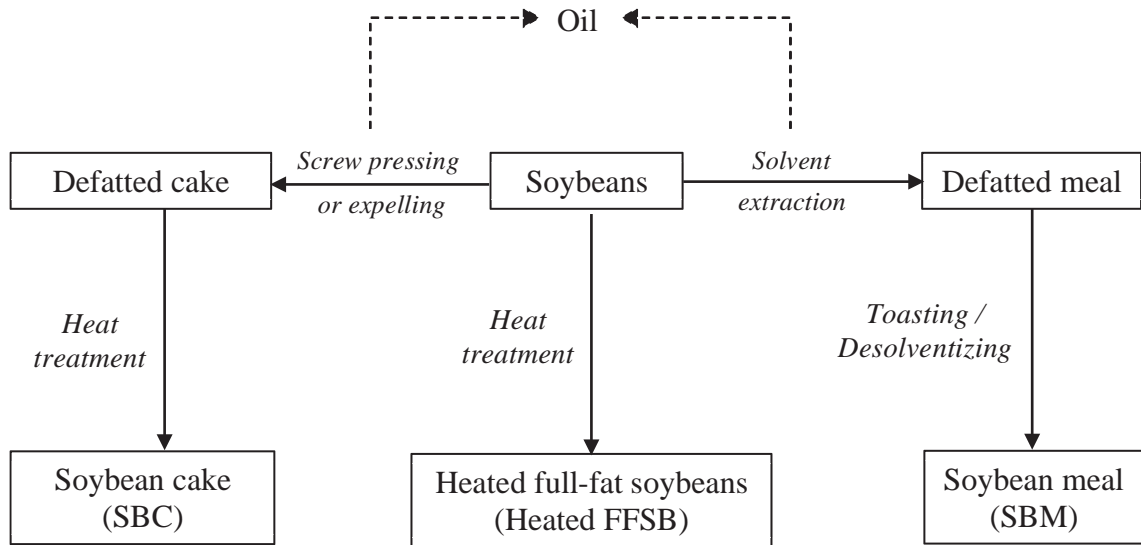 Oil
Defatted cake
Screw pressing
or expelling
Soybeans
Solvent
extraction
Defatted meal
Heat
treatment
Heat
treatment
Toasting /
Desolventizing
Soybean cake
(SBC)
Heated full-fat soybeans
(Heated FFSB)
Soybean meal
(SBM)